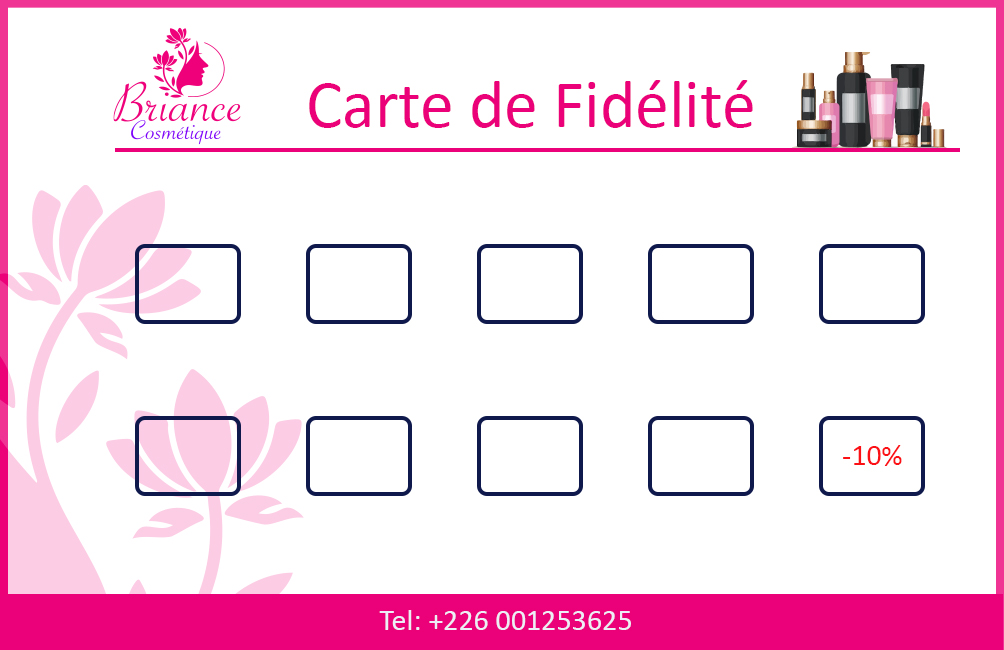 Briance
Cosmétique
Carte de Fidélité
-10%
Tel: +226 001253625